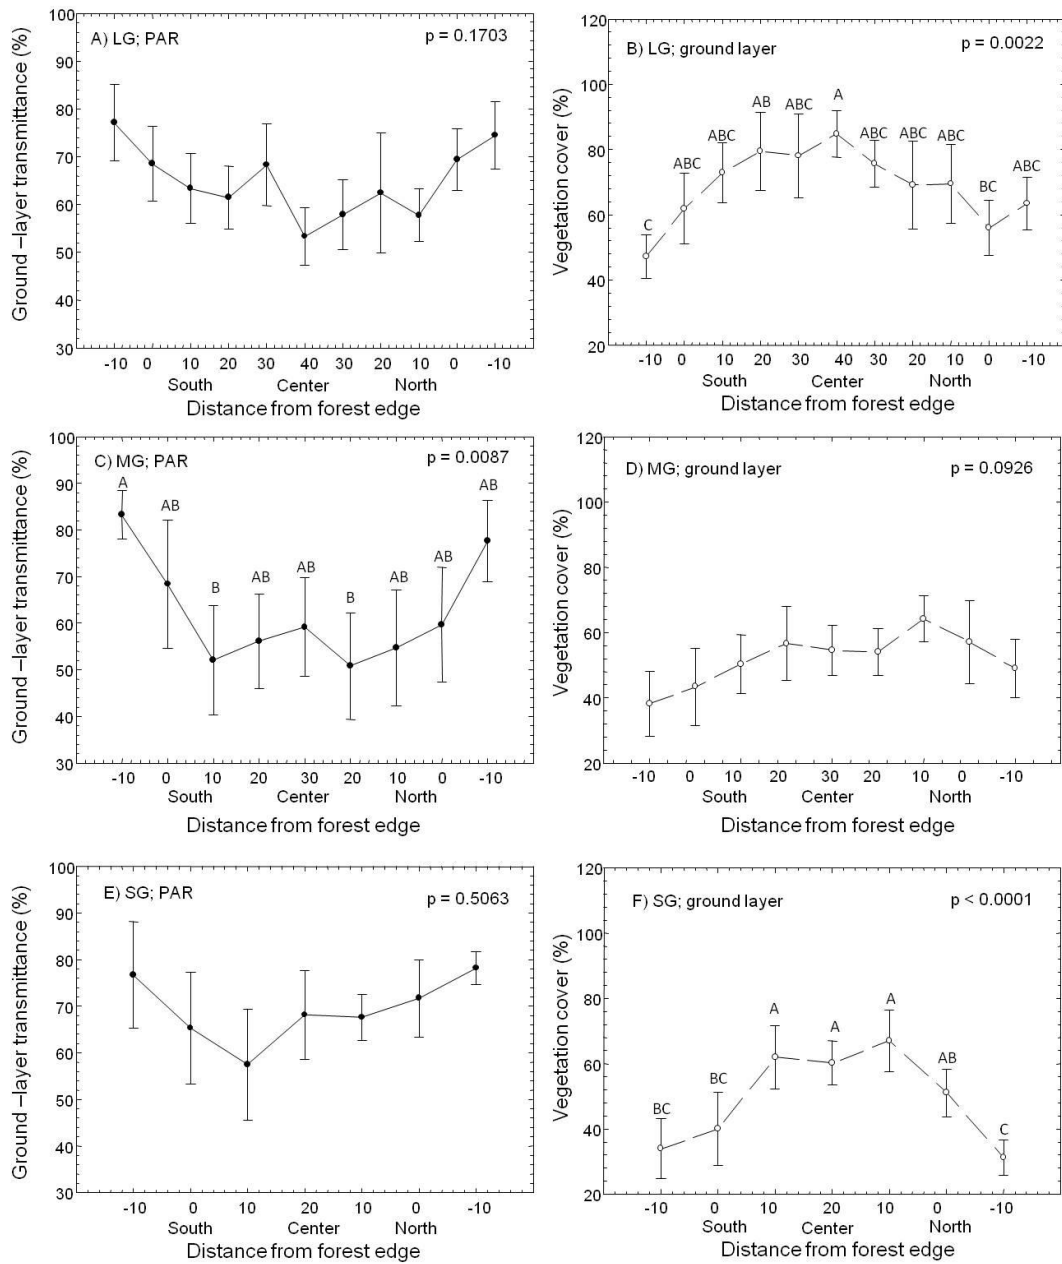 A) LG; PAR
p = 0.1703
Ground –layer transmittance (%)
100
90
80
70
60
50
40
30
-10 0 10 20 30 40 30 20 10 0 -10
South Center North
Distance from forest edge
B) LG; ground layer
p = 0.0022
Vegetation cover (%)
120
100
80
60
40
20
C ABC ABC AB ABC A ABC ABC ABC BC ABC
-10 0 10 20 30 40 30 20 10 0 -10
South Center North
Distance from forest edge
C) MG; PAR
p = 0.0087
Ground –layer transmittance (%)
100
90
80
70
60
50
40
30
A AB B AB AB B AB AB AB
-10 0 10 20 30 20 10 0 -10
South Center North
Distance from forest edge
D) MG; ground layer
p = 0.0926
Vegetation cover (%)
120
100
80
60
40
20
-10 0 10 20 30 20 10 0 -10
South Center North
Distance from forest edge
E) SG; PAR
p = 0.5063
Ground –layer transmittance (%)
100
90
80
70
60
50
40
30
-10 0 10 20 10 0 -10
South Center North
Distance from forest edge
F) SG; ground layer
p < 0.0001
Vegetation cover (%)
120
100
80
60
40
20
BC BC A A A AB C
-10 0 10 20 10 0 -10
South Center North
Distance from forest edge